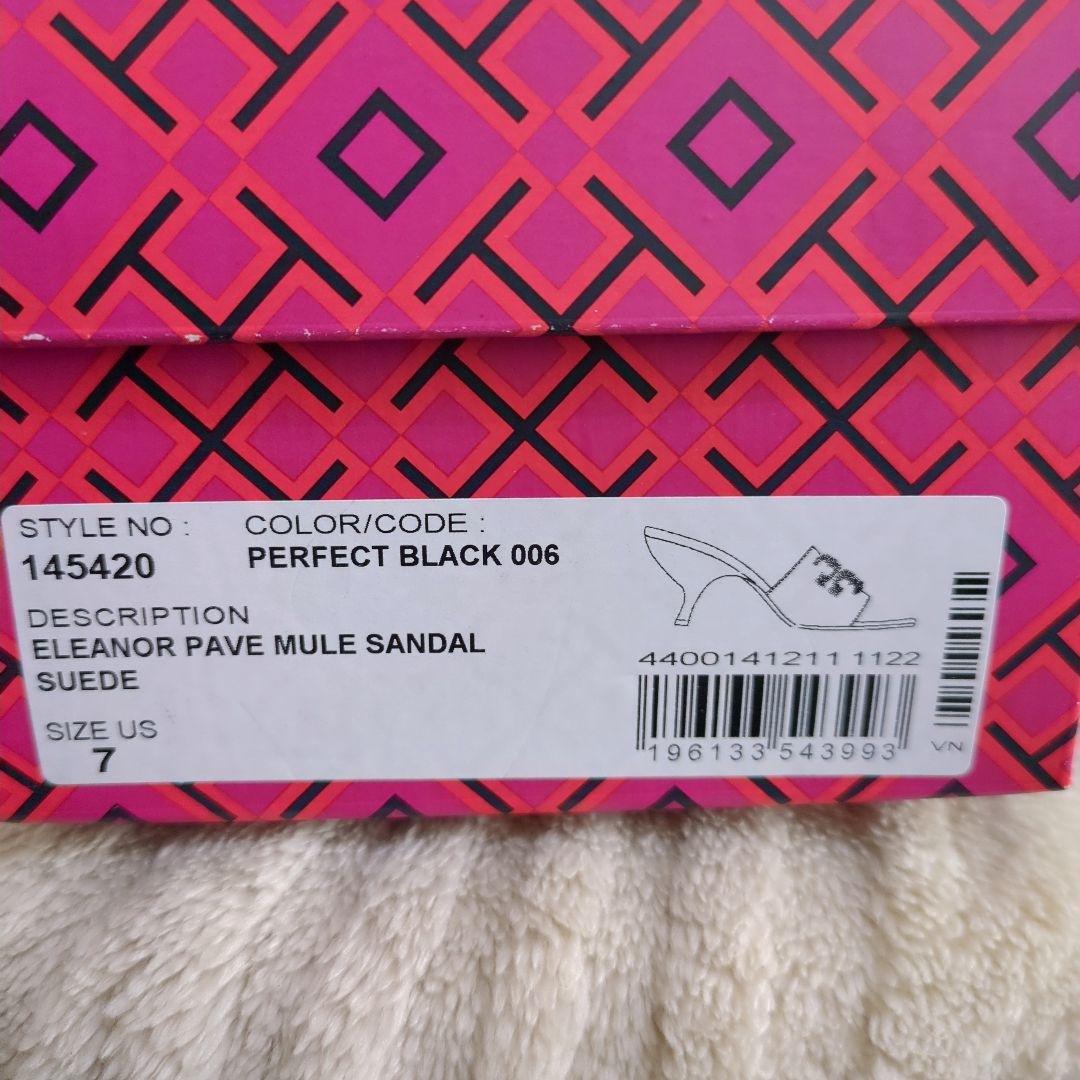 STYLE NO : COLOR/CODE :
145420 PERFECT BLACK 006
DESCRIPTION
ELEANOR PAVE MULE SANDAL
SUEDE
SIZE US
7
4400141211 1122
196133 543993
VN